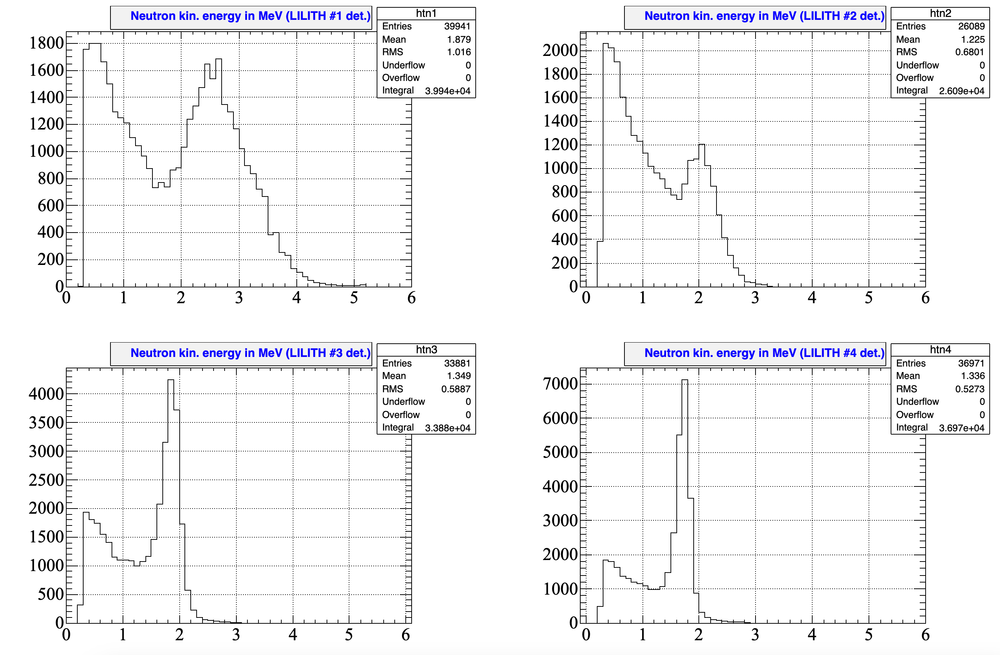 Neutron kin. energy in MeV (LILITH #1 det.)
htn1
Entries 39941
Mean 1.879
RMS 1.016
Underflow 0
Overflow 0
Integral 3.994e+04
1800
1600
1400
1200
1000
800
600
400
200
0
0 1 2 3 4 5 6
Neutron kin. energy in MeV (LILITH #2 det.)
htn2
Entries 26089
Mean 1.225
RMS 0.6801
Underflow 0
Overflow 0
Integral 2.609e+04
2000
1800
1600
1400
1200
1000
800
600
400
200
0
0 1 2 3 4 5 6
Neutron kin. energy in MeV (LILITH #3 det.)
htn3
Entries 33881
Mean 1.349
RMS 0.5887
Underflow 0
Overflow 0
Integral 3.388e+04
4000
3500
3000
2500
2000
1500
1000
500
0
0 1 2 3 4 5 6
Neutron kin. energy in MeV (LILITH #4 det.)
htn4
Entries 36971
Mean 1.336
RMS 0.5273
Underflow 0
Overflow 0
Integral 3.697e+04
7000
6000
5000
4000
3000
2000
1000
0
0 1 2 3 4 5 6